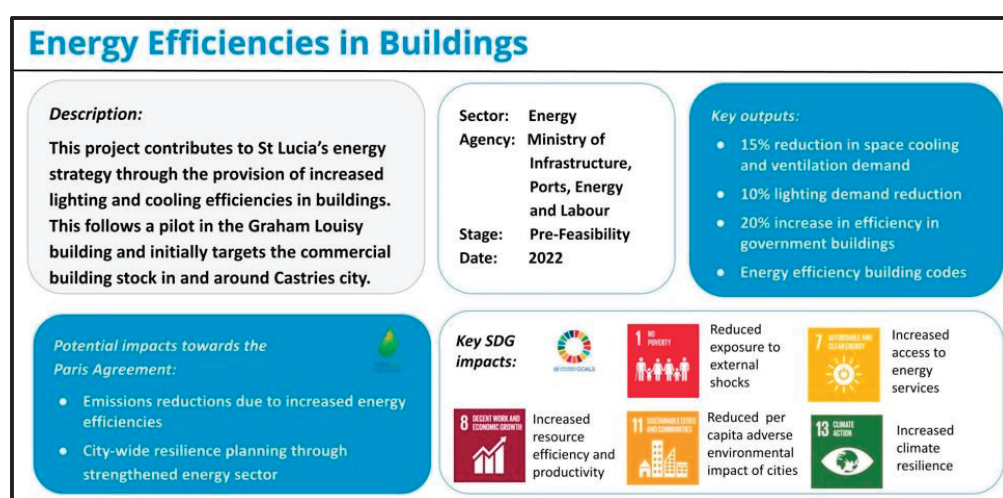 Energy Efficiencies in Buildings
Description:
This project contributes to St Lucia’s energy
strategy through the provision of increased
lighting and cooling efficiencies in buildings.
This follows a pilot in the Graham Louisy
building and initially targets the commercial
building stock in and around Castries city.
Sector: Energy
Agency: Ministry of
Infrastructure,
Ports, Energy
and Labour
Stage: Pre-Feasibility
Date: 2022
Key outputs:
● 15% reduction in space cooling
and ventilation demand
● 10% lighting demand reduction
● 20% increase in efficiency in
government buildings
● Energy efficiency building codes
Potential impacts towards the
Paris Agreement:
● Emissions reductions due to increased energy
efficiencies
● City-wide resilience planning through
strengthened energy sector
Key SDG
impacts:
1 NO
POVERTY
Reduced
exposure to
external
shocks
7 AFFORDABLE AND
CLEAN ENERGY
Increased
access to
energy
services
8 DECENT WORK AND
ECONOMIC GROWTH
Increased
resource
efficiency and
productivity
11 SUSTAINABLE CITIES
AND COMMUNITIES
Reduced per
capita adverse
environmental
impact of cities
13 CLIMATE
ACTION
Increased
climate
resilience